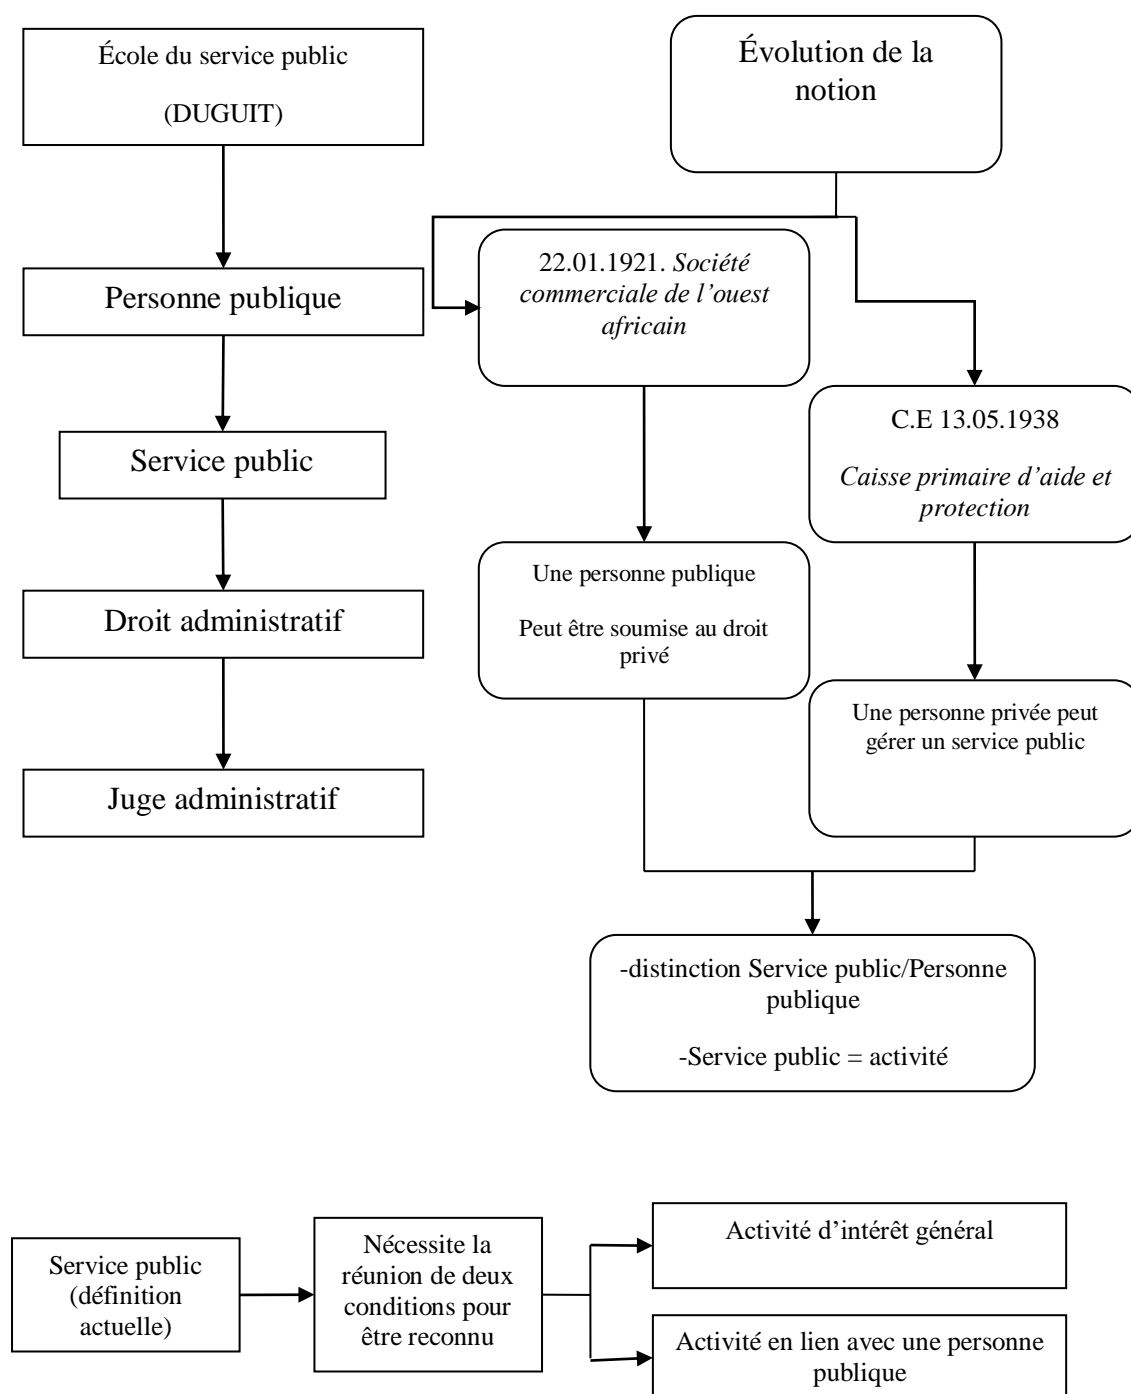 École du service public
(DUGUIT)
Personne publique
Service public
Droit administratif
Juge administratif
Évolution de la
notion
22.01.1921. Société
commerciale de l’ouest
africain
Une personne publique
Peut être soumise au droit
privé
C.E 13.05.1938
Caisse primaire d’aide et
protection
Une personne privée peut
gérer un service public
-distinction Service public/Personne
publique
-Service public = activité
Service public
(définition
actuelle)
Nécessite la
réunion de deux
conditions pour
être reconnu
Activité d’intérêt général
Activité en lien avec une personne
publique